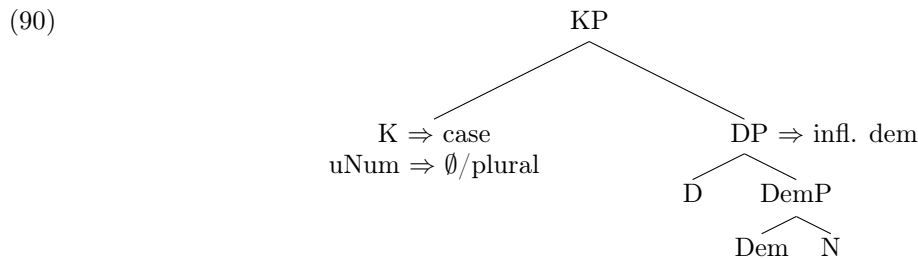 (90) KP
K ⇒ case DP ⇒ infl. dem
uNum ⇒ ∅/plural
D DemP
Dem N